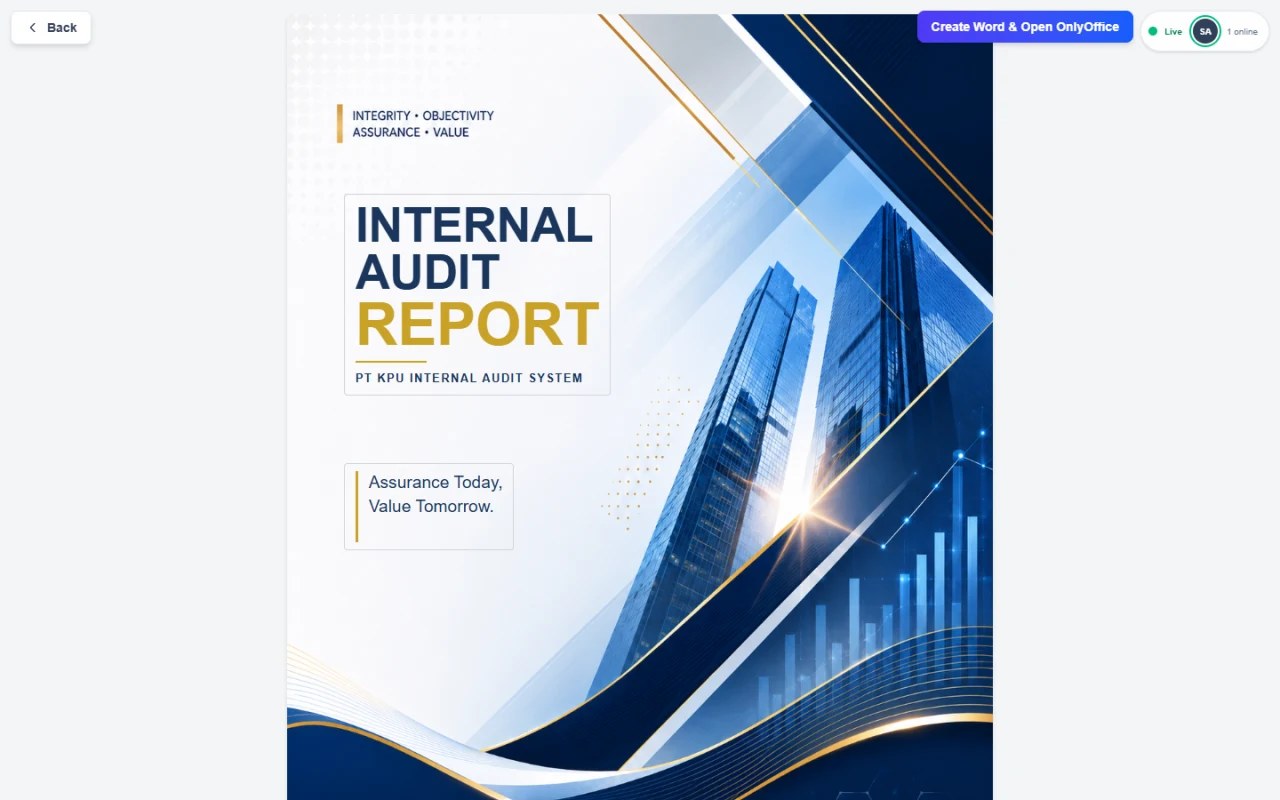 Back
Create Word & Open OnlyOffice
Live
SA
1 online
INTEGRITY • OBJECTIVITY
ASSURANCE • VALUE
INTERNAL
AUDIT
REPORT
PT KPU INTERNAL AUDIT SYSTEM
Assurance Today,
Value Tomorrow.